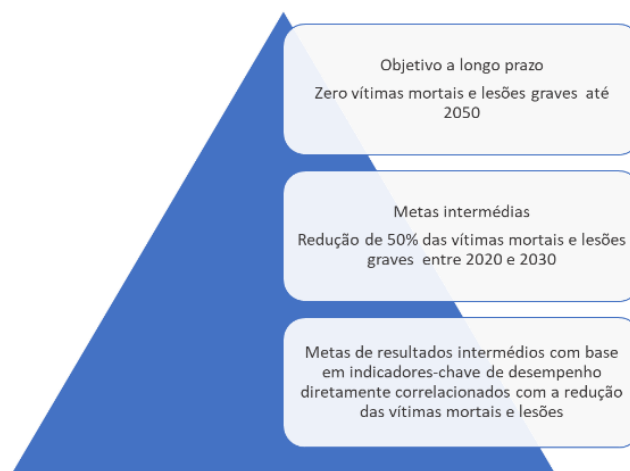 Objetivo a longo prazo
Zero vítimas mortais e lesões graves até
2050
Metas intermédias
Redução de 50% das vítimas mortais e lesões
graves entre 2020 e 2030
Metas de resultados intermédios com base
em indicadores-chave de desempenho
diretamente correlacionados com a redução
das vítimas mortais e lesões